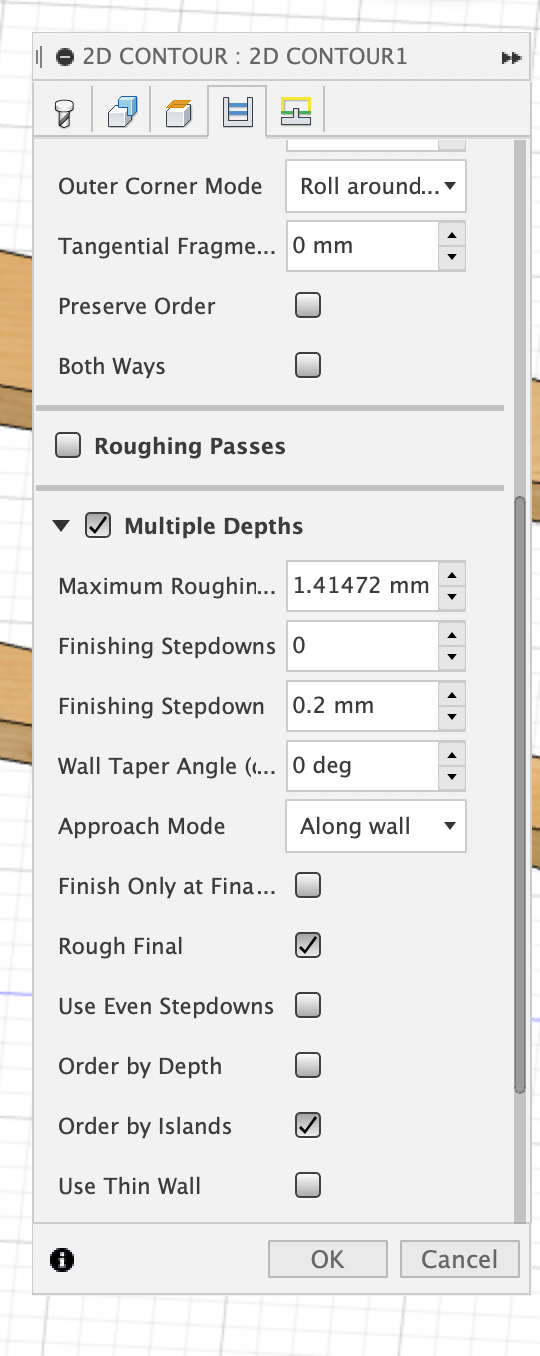 2D CONTOUR : 2D CONTOUR1
Outer Corner Mode Roll around...
Tangential Fragme... 0 mm
Preserve Order
Both Ways
Roughing Passes
Multiple Depths
Maximum Roughin... 1.41472 mm
Finishing Stepdowns 0
Finishing Stepdown 0.2 mm
Wall Taper Angle (... 0 deg
Approach Mode Along wall
Finish Only at Fina...
Rough Final
Use Even Stepdowns
Order by Depth
Order by Islands
Use Thin Wall
OK Cancel